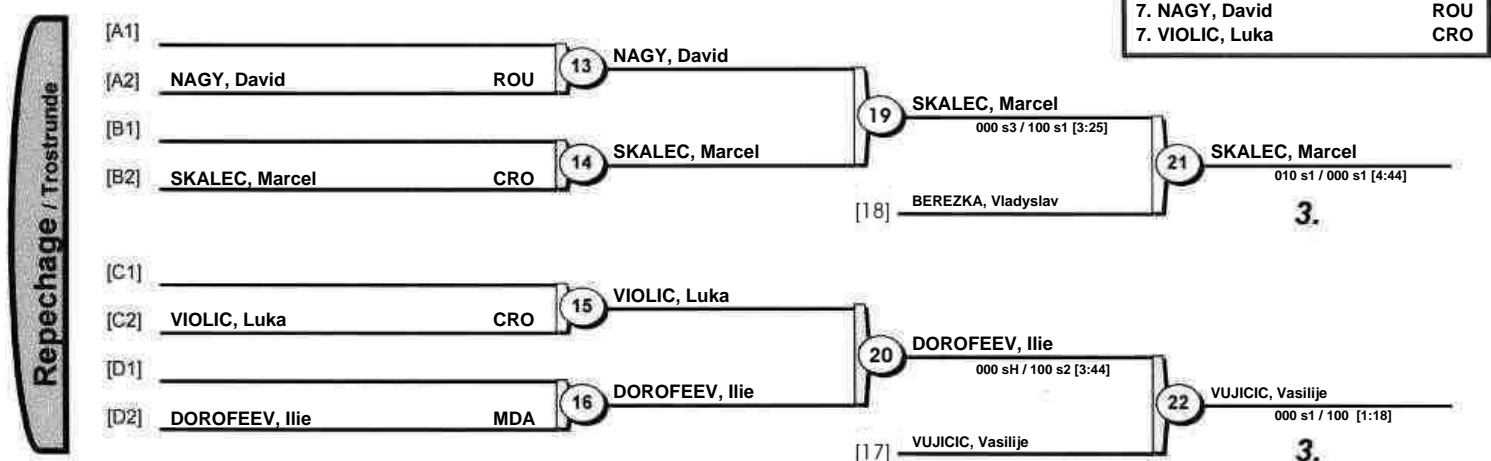 7. NAGY, David ROU
7. VIOLIC, Luka CRO
Repechage / Trostrunde
[A1]
[A2] NAGY, David ROU
13 NAGY, David
[B1]
[B2] SKALEC, Marcel CRO
14 SKALEC, Marcel
19 SKALEC, Marcel
000 s3 / 100 s1 [3:25]
[18] BEREZKA, Vladyslav
21 SKALEC, Marcel
010 s1 / 000 s1 [4:44]
3.
[C1]
[C2] VIOLIC, Luka CRO
15 VIOLIC, Luka
[D1]
[D2] DOROFEEV, Ilie MDA
16 DOROFEEV, Ilie
20 DOROFEEV, Ilie
000 sH / 100 s2 [3:44]
[17] VUJICIC, Vasilije
22 VUJICIC, Vasilije
000 s1 / 100 [1:18]
3.